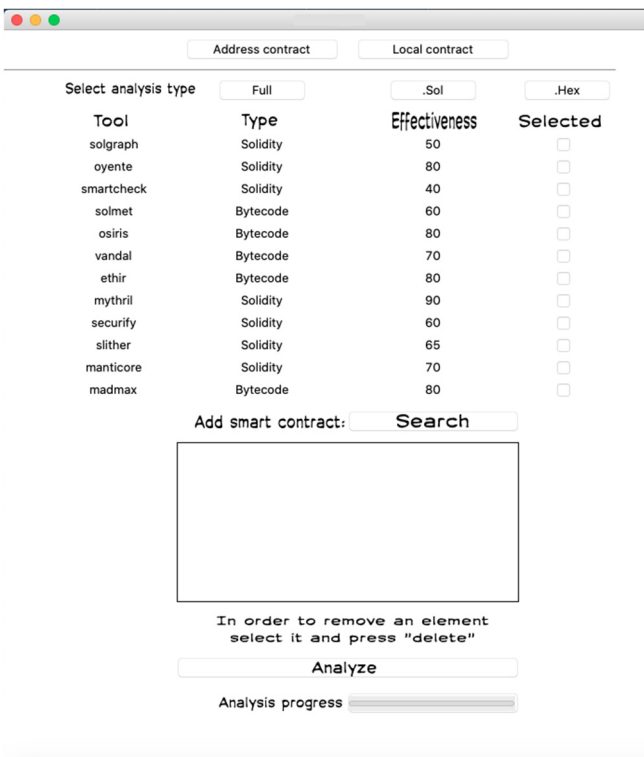 Address contract Local contract
Select analysis type Full .Sol .Hex
Tool Type Effectiveness Selected
solgraph Solidity 50
oyente Solidity 80
smartcheck Solidity 40
solmet Bytecode 60
osiris Bytecode 80
vandal Bytecode 70
ethir Bytecode 80
mythril Solidity 90
securify Solidity 60
slither Solidity 65
manticore Solidity 70
madmax Bytecode 80
Add smart contract: Search
In order to remove an element
select it and press "delete"
Analyze
Analysis progress